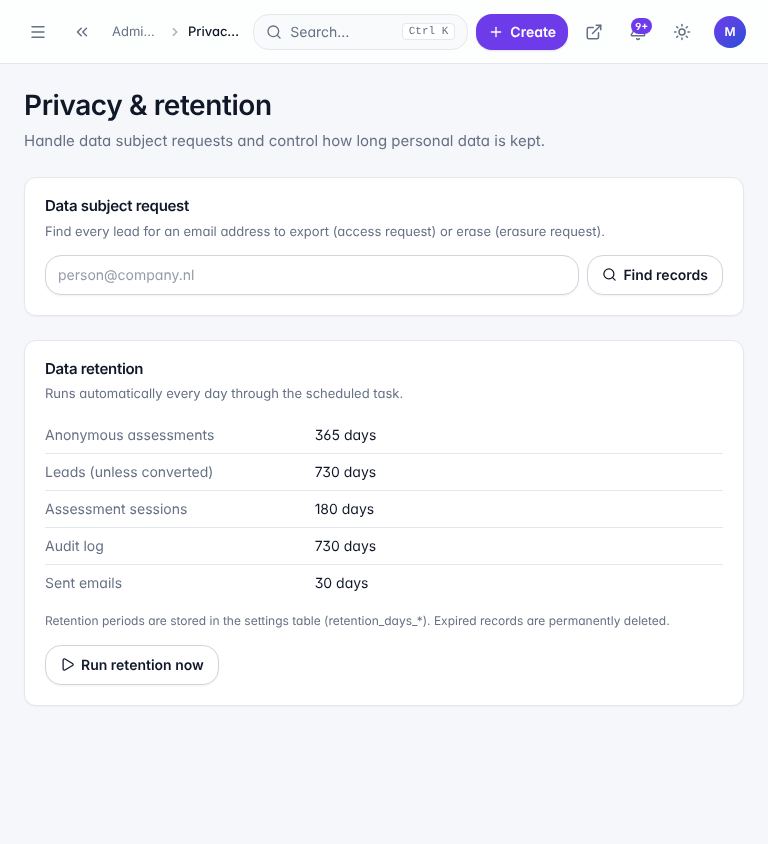 Admi...
Privac...
Search...
Ctrl K
Create
9+
M
Privacy & retention
Handle data subject requests and control how long personal data is kept.
Data subject request
Find every lead for an email address to export (access request) or erase (erasure request).
person@company.nl
Find records
Data retention
Runs automatically every day through the scheduled task.
Anonymous assessments 365 days
Leads (unless converted) 730 days
Assessment sessions 180 days
Audit log 730 days
Sent emails 30 days
Retention periods are stored in the settings table (retention_days_*). Expired records are permanently deleted.
Run retention now